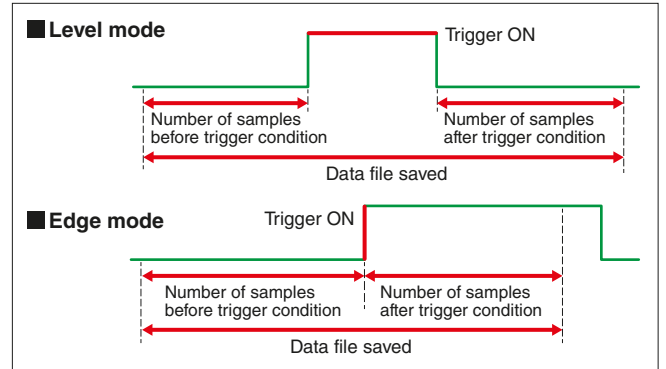 ■ Level mode
Trigger ON
Number of samples
before trigger condition
Number of samples
after trigger condition
Data file saved
■ Edge mode
Trigger ON
Number of samples
before trigger condition
Number of samples
after trigger condition
Data file saved